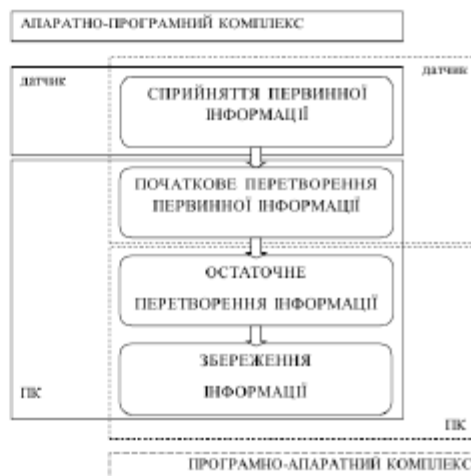 АПАРАТНО-ПРОГРАМНИЙ КОМПЛЕКС
датчик
датчик
СПРИЙНЯТТЯ ПЕРВИННОЇ
ІНФОРМАЦІЇ
ПОЧАТКОВЕ ПЕРЕТВОРЕННЯ
ПЕРВИННОЇ ІНФОРМАЦІЇ
ОСТАТОЧНЕ
ПЕРЕТВОРЕННЯ ІНФОРМАЦІЇ
ЗБЕРЕЖЕННЯ
ІНФОРМАЦІЇ
ПК
ПК
ПРОГРАМНО-АПАРАТНИЙ КОМПЛЕКС